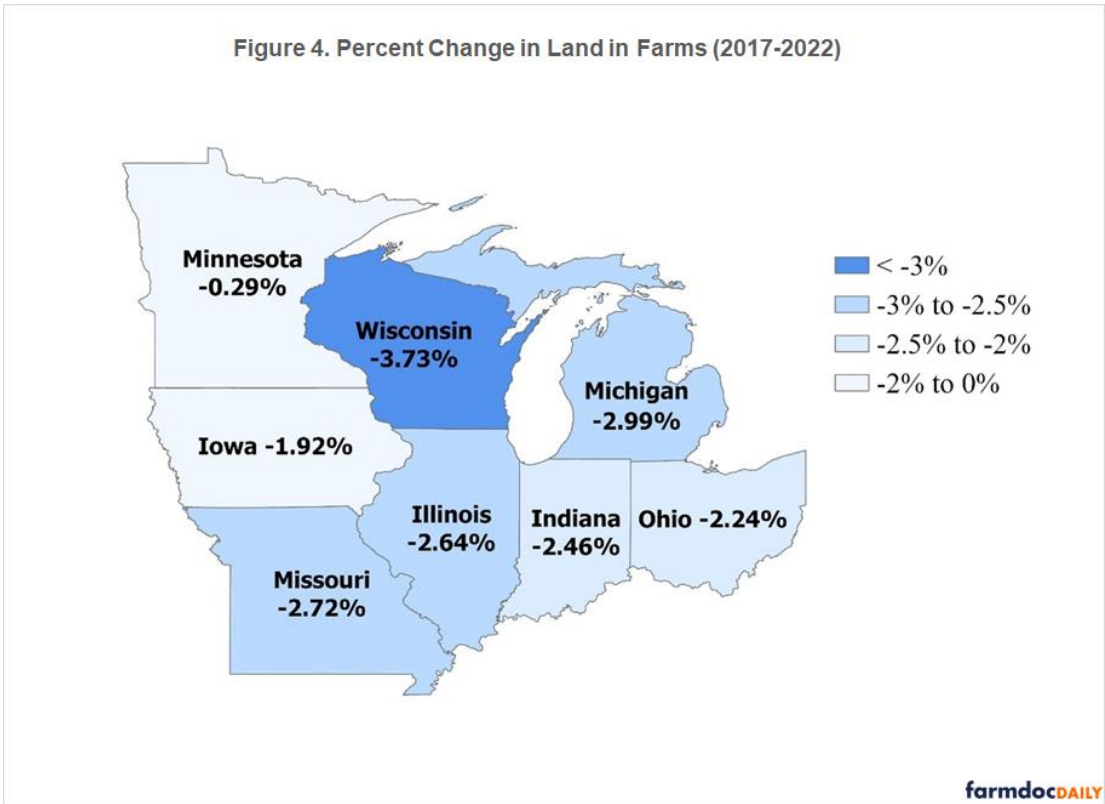 Figure 4. Percent Change in Land in Farms (2017-2022)
Minnesota
-0.29%
Wisconsin
-3.73%
Michigan
-2.99%
Iowa -1.92%
Illinois
-2.64%
Indiana
-2.46%
Ohio -2.24%
Missouri
-2.72%
< -3%
-3% to -2.5%
-2.5% to -2%
-2% to 0%
farmdocDAILY